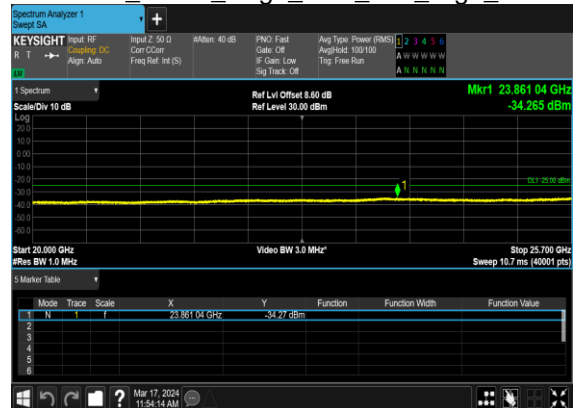 Spectrum Analyzer 1
Swept SA
+
KEYSIGHT Input: RF Input Z: 50 Ω #Atten: 40 dB PNO: Fast Avg Type: Power (RMS) 1 2 3 4 5 6
R T Coupling: DC Corr CCorr Gate: Off Avg|Hold: 100/100 A W W W W W
Align: Auto Freq Ref: Int (S) IF Gain: Low Trig: Free Run
LW Sig Track: Off A N N N N N
1 Spectrum Ref Lvl Offset 8.60 dB Mkr1 23.861 04 GHz
Scale/Div 10 dB Ref Level 30.00 dBm -34.265 dBm
Log
20.0
10.0
0.00
-10.0
-20.0
DL1 -25.00 dBm
1
-30.0
-40.0
-50.0
-60.0
Start 20.000 GHz Video BW 3.0 MHz* Stop 25.700 GHz
#Res BW 1.0 MHz Sweep 10.7 ms (40001 pts)
5 Marker Table
Mode Trace Scale X Y Function Function Width Function Value
1 N 1 f 23.861 04 GHz -34.27 dBm
2
3
4
5
6
? Mar 17, 2024
11:54:14 AM